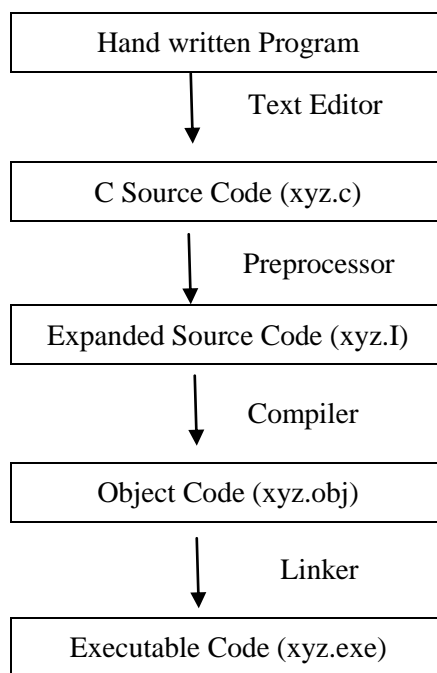 Hand written Program
Text Editor
C Source Code (xyz.c)
Preprocessor
Expanded Source Code (xyz.I)
Compiler
Object Code (xyz.obj)
Linker
Executable Code (xyz.exe)